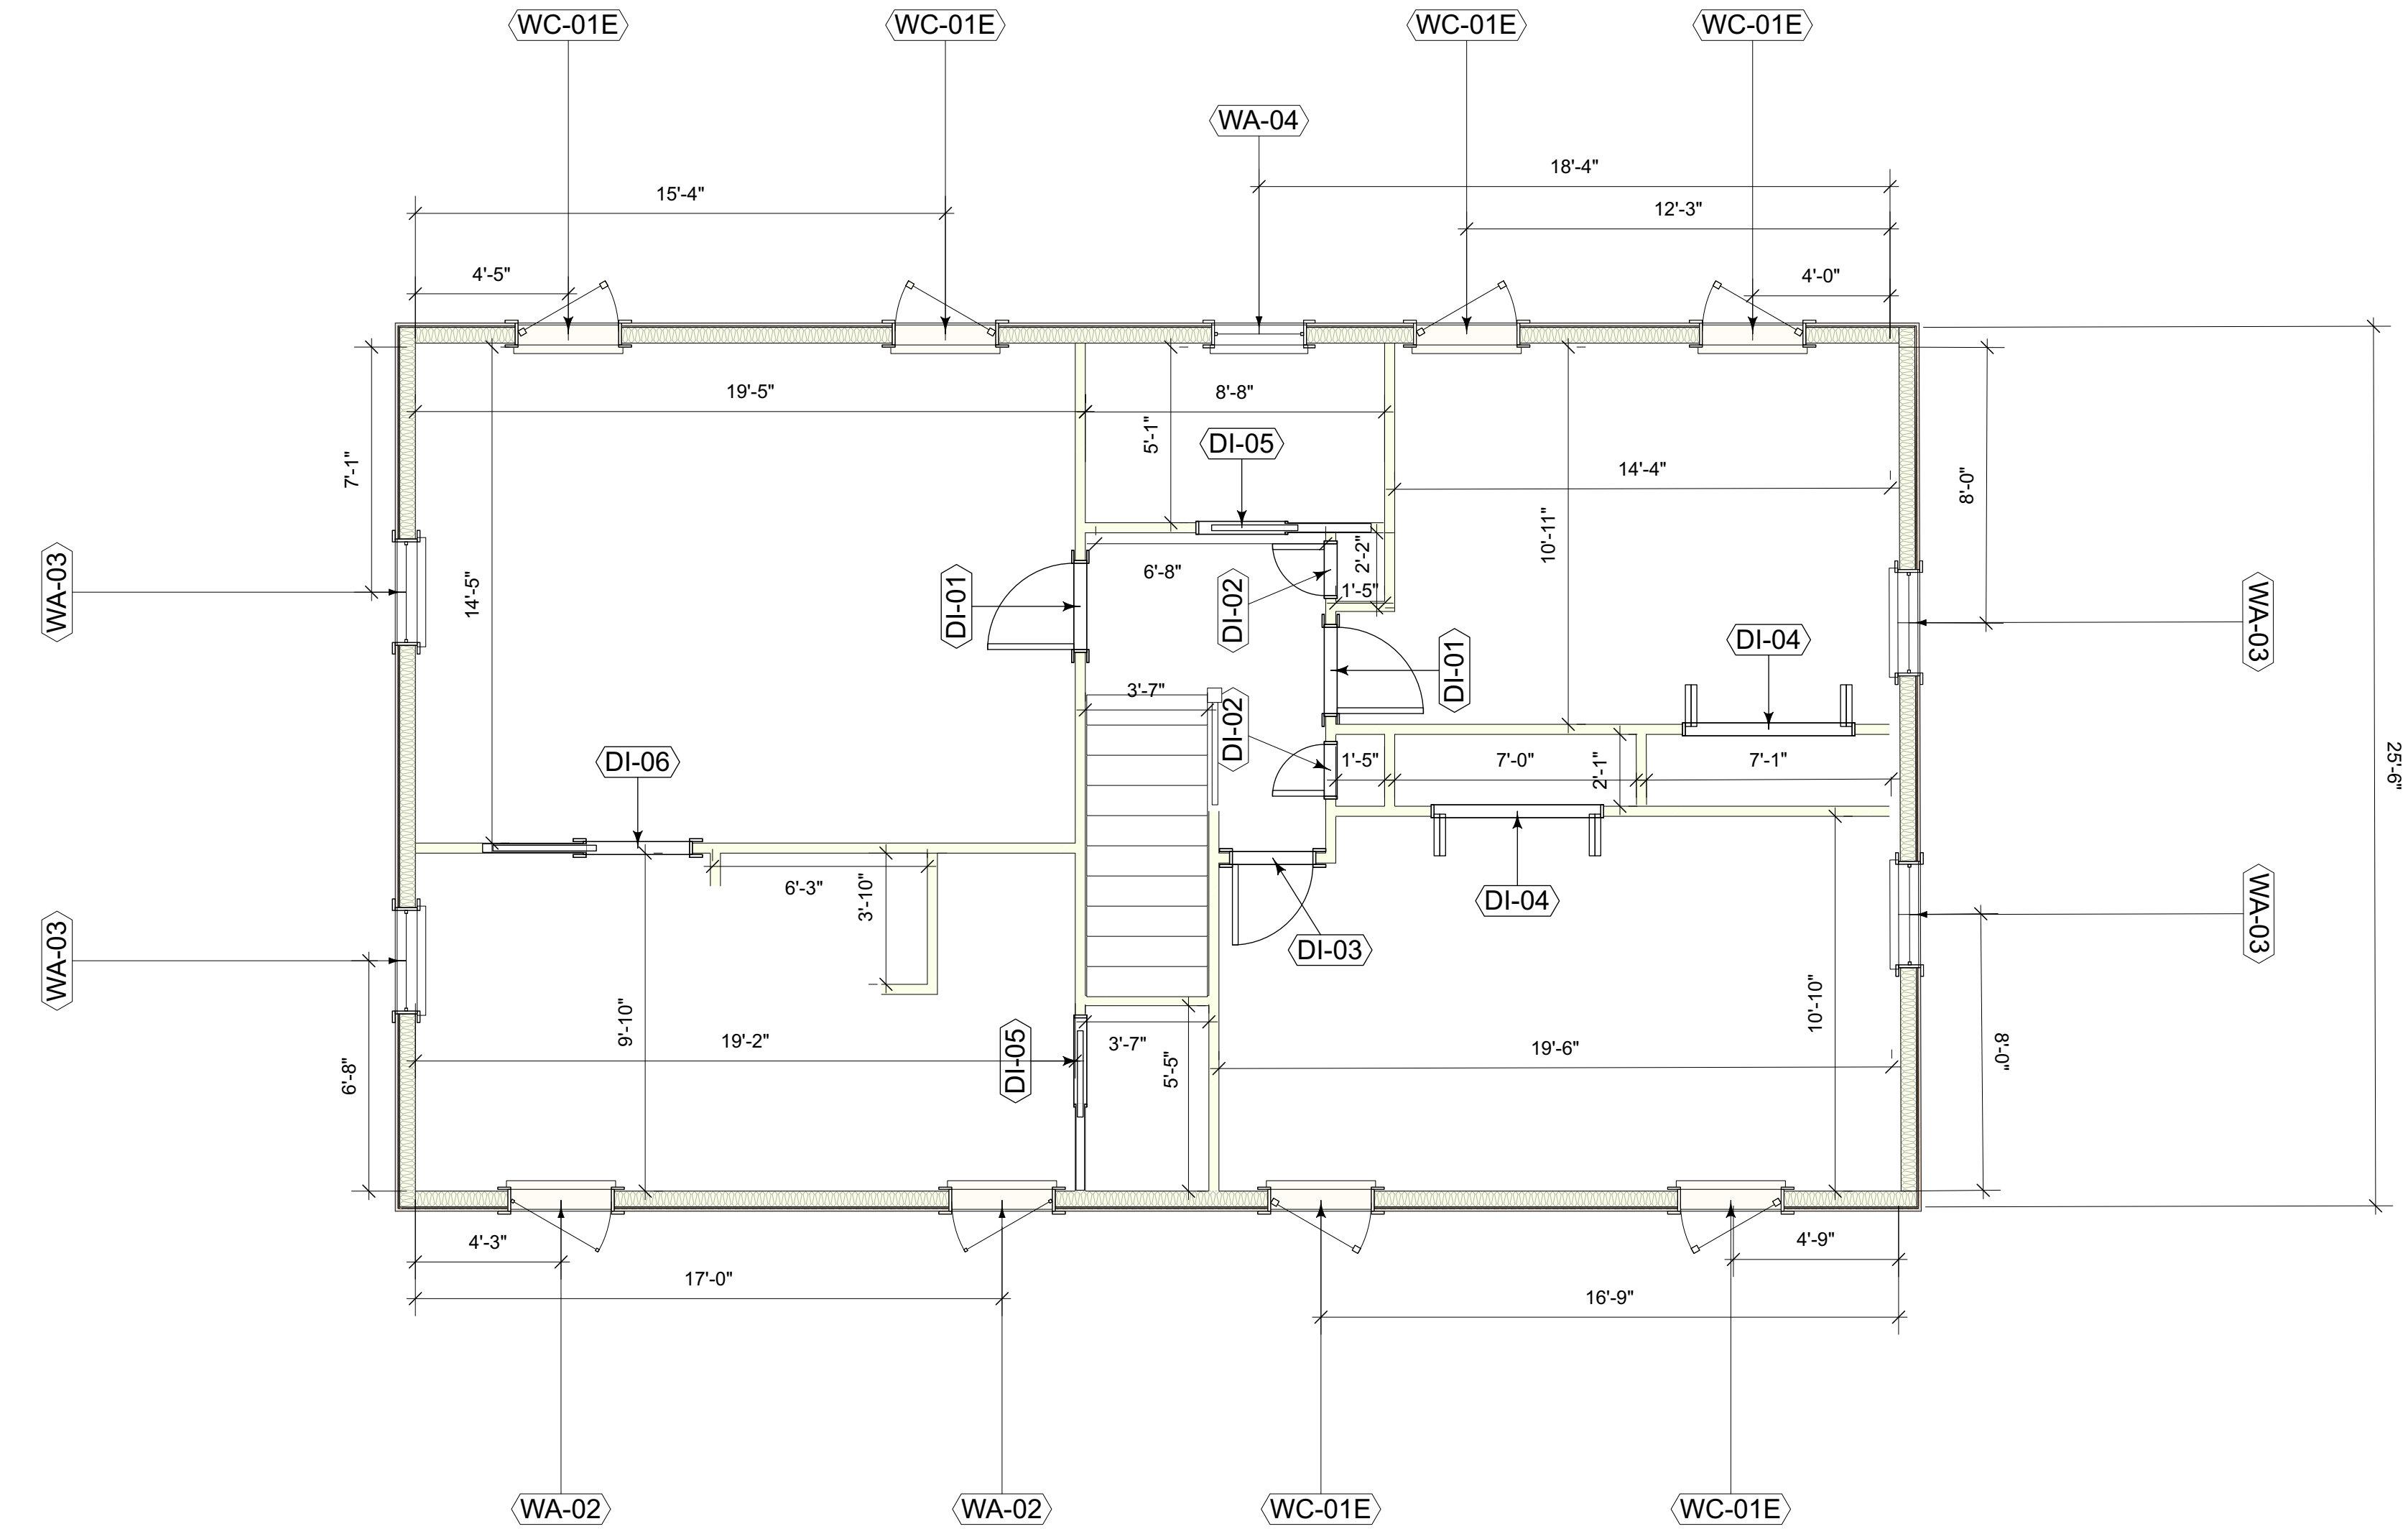 WC-01E
WC-01E
WC-01E
WC-01E
WA-04
18'-4"
15'-4"
12'-3"
4'-5"
4'-0"
19'-5"
8'-8"
5'-1"
DI-05
7'-1"
14'-4"
8'-0"
10'-11"
2'-2"
6'-8"
1'-5"
WA-03
14'-5"
DI-01
DI-02
DI-01
DI-04
WA-03
3'-7"
DI-02
DI-06
1'-5"
7'-0"
2'-1"
7'-1"
25'-6"
6'-3"
3'-10"
DI-04
WA-03
DI-03
WA-03
9'-10"
10'-10"
19'-2"
DI-05
3'-7"
5'-5"
19'-6"
8'-0"
6'-8"
4'-3"
4'-9"
17'-0"
16'-9"
WA-02
WA-02
WC-01E
WC-01E